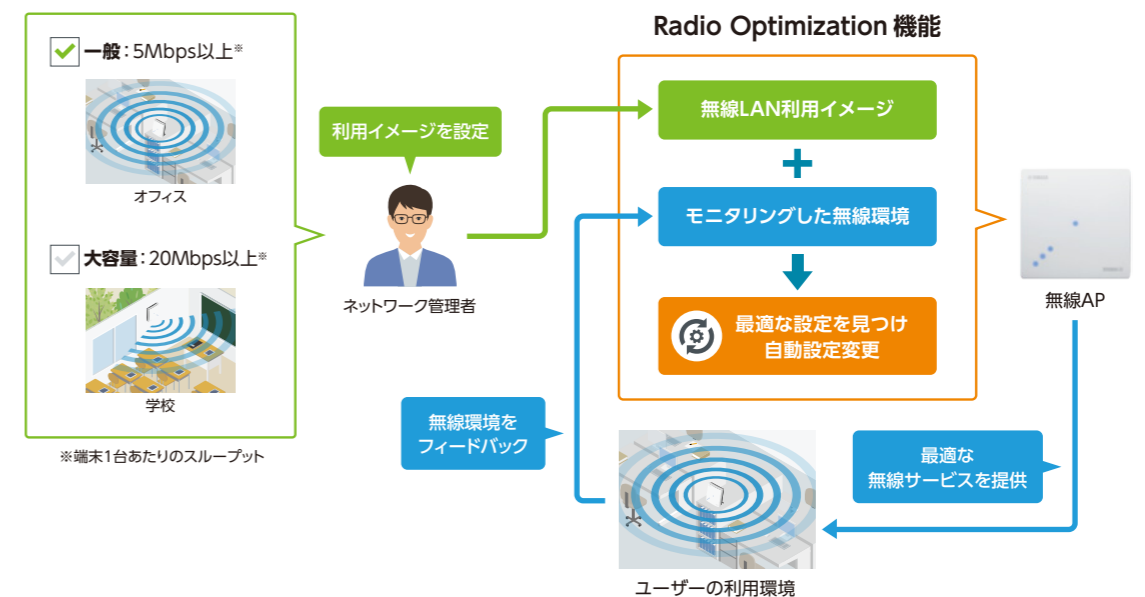 Radio Optimization 機能
一般：5Mbps以上※
オフィス
大容量：20Mbps以上※
学校
※端末1台あたりのスループット
利用イメージを設定
ネットワーク管理者
無線LAN利用イメージ
+
モニタリングした無線環境
最適な設定を見つけ
自動設定変更
無線AP
無線環境を
フィードバック
最適な
無線サービスを提供
ユーザーの利用環境